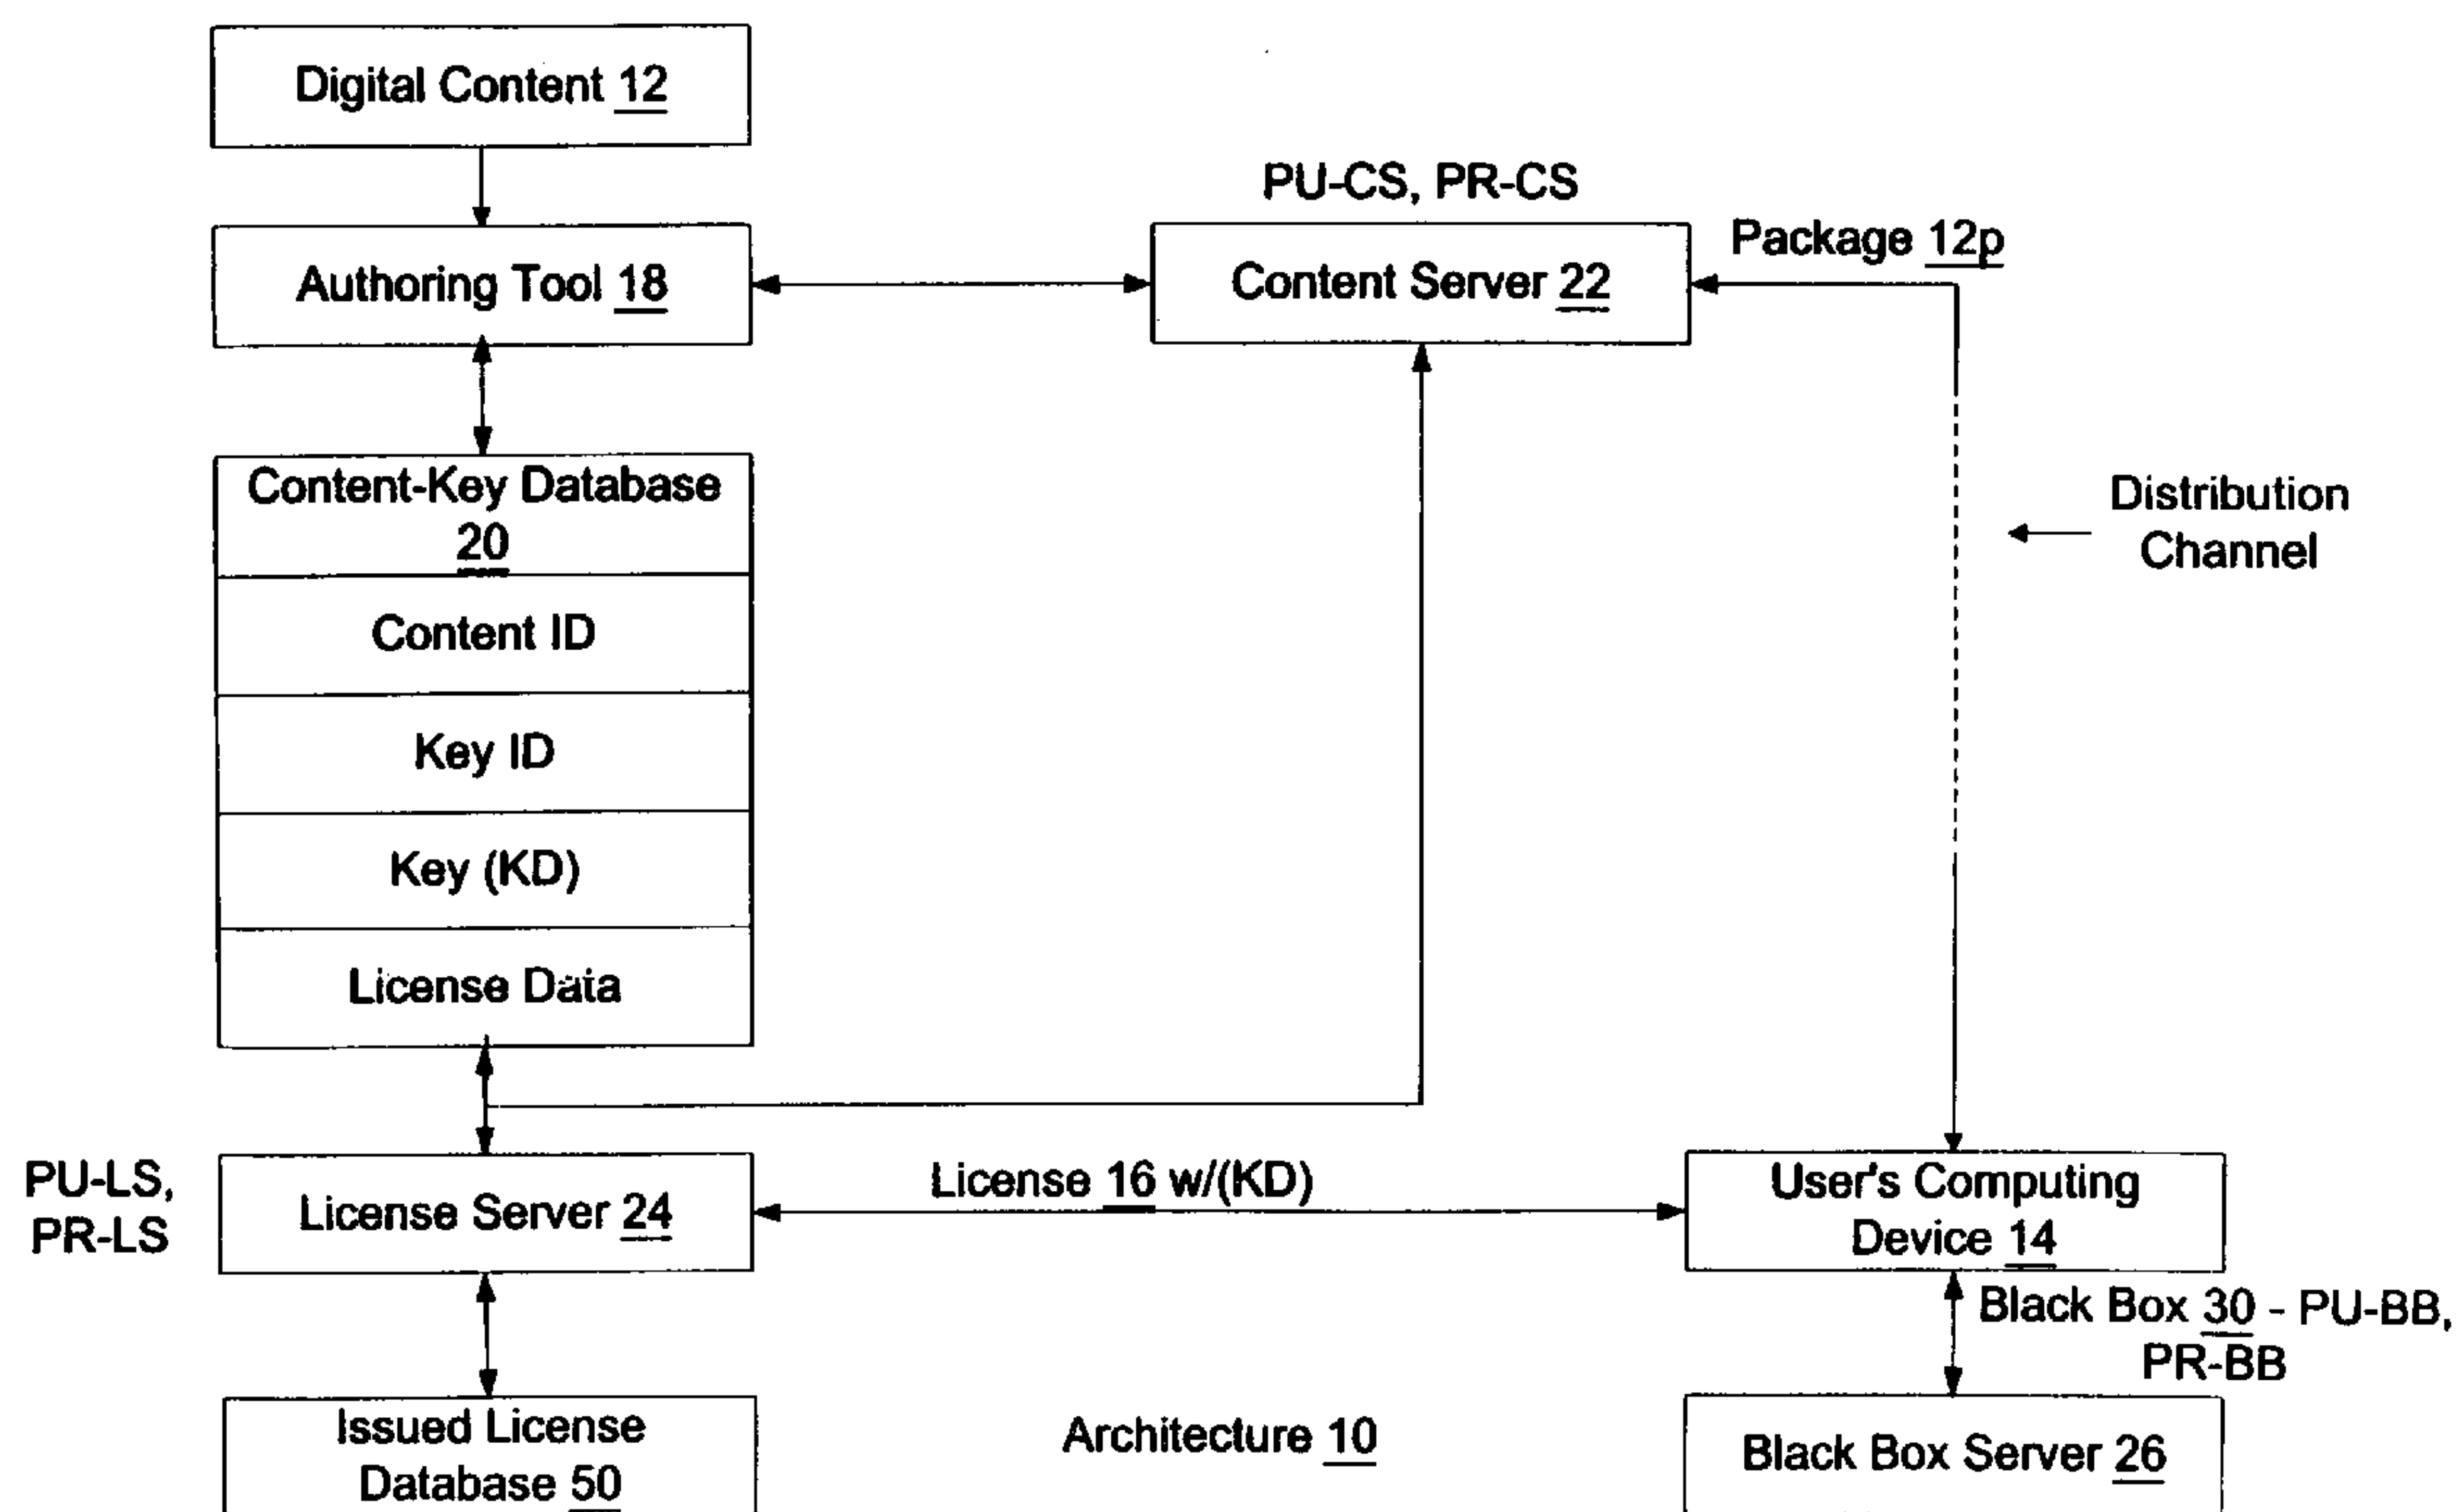 Digital Content 12
PU-CS, PR-CS
Package 12p
Authoring Tool 18
Content Server 22
Content-Key Database
20
Distribution
Channel
Content ID
Key ID
Key (KD)
License Data
PU-LS,
PR-LS
License Server 24
License 16 w/(KD)
User's Computing
Device 14
Black Box 30 - PU-BB,
PR-BB
Issued License
Database 50
Architecture 10
Black Box Server 26